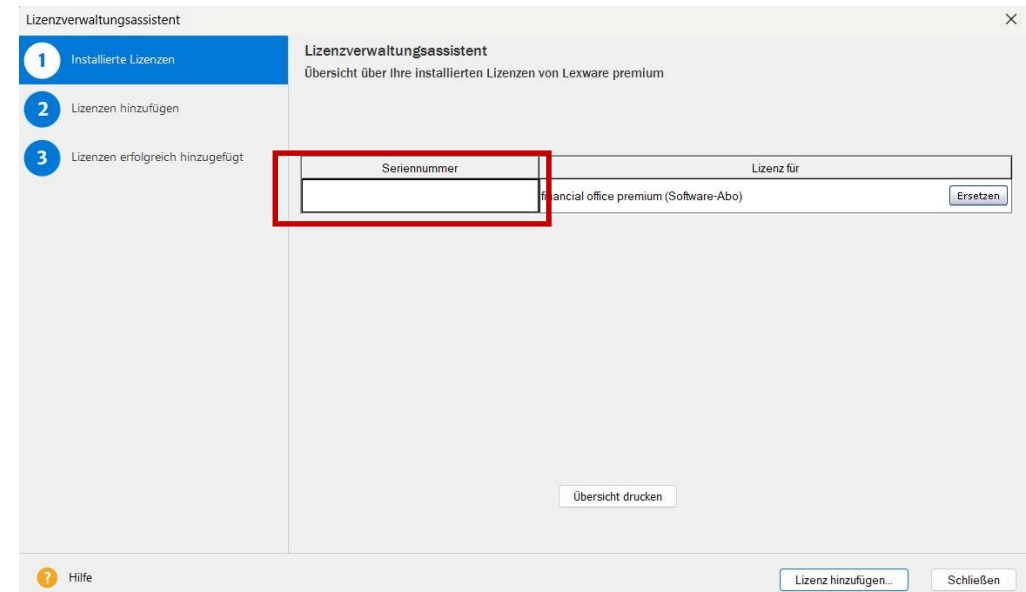 Lizenzverwaltungsassistent
1 Installierte Lizenzen
2 Lizenzen hinzufügen
3 Lizenzen erfolgreich hinzugefügt
Lizenzverwaltungsassistent
Übersicht über Ihre installierten Lizenzen von Lexware premium
Seriennummer Lizenz für
financial office premium (Software-Abo) Ersetzen
Übersicht drucken
? Hilfe
Lizenz hinzufügen... Schließen